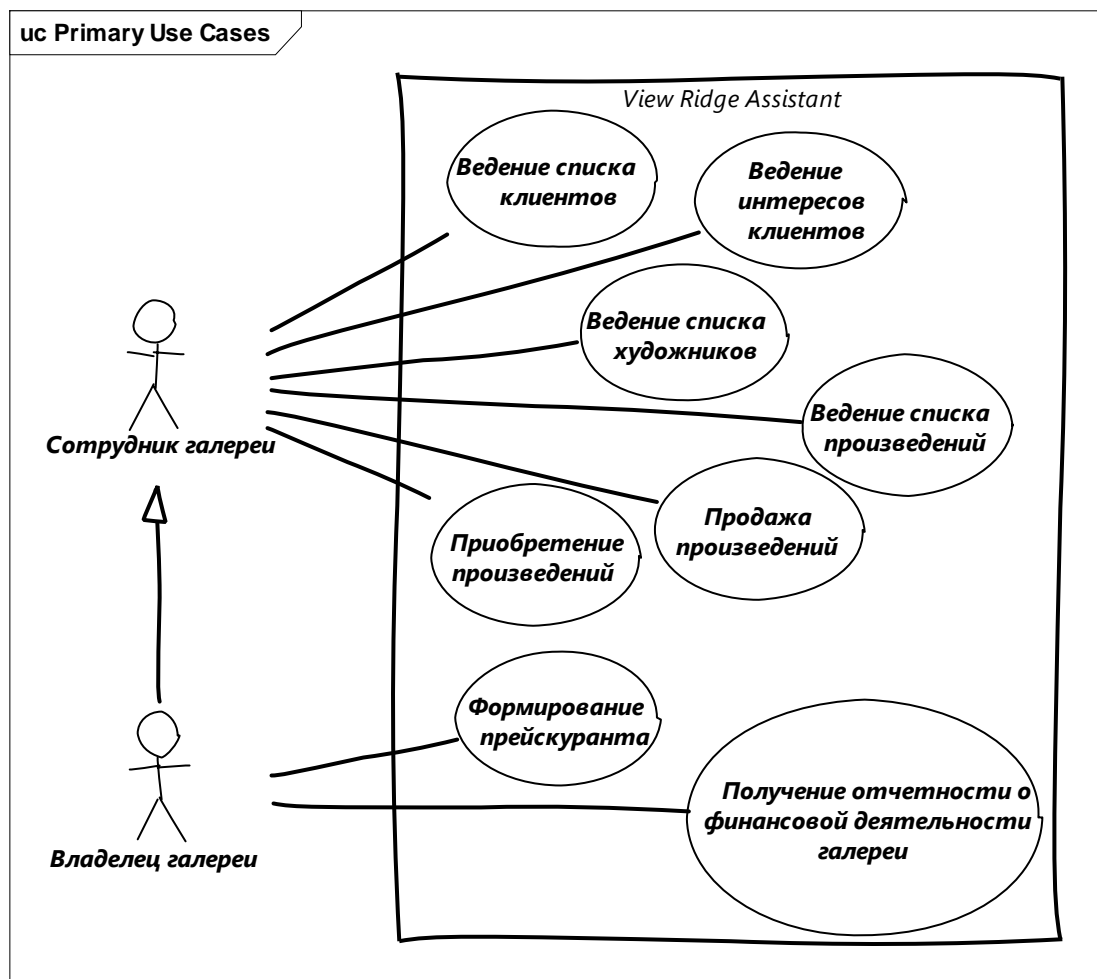 uc Primary Use Cases
View Ridge Assistant
Ведение списка
клиентов
Ведение
интересов
клиентов
Ведение списка
художников
Ведение списка
произведений
Сотрудник галереи
Продажа
произведений
Приобретение
произведений
Формирование
прейскуранта
Получение отчетности о
финансовой деятельности
галереи
Владелец галереи